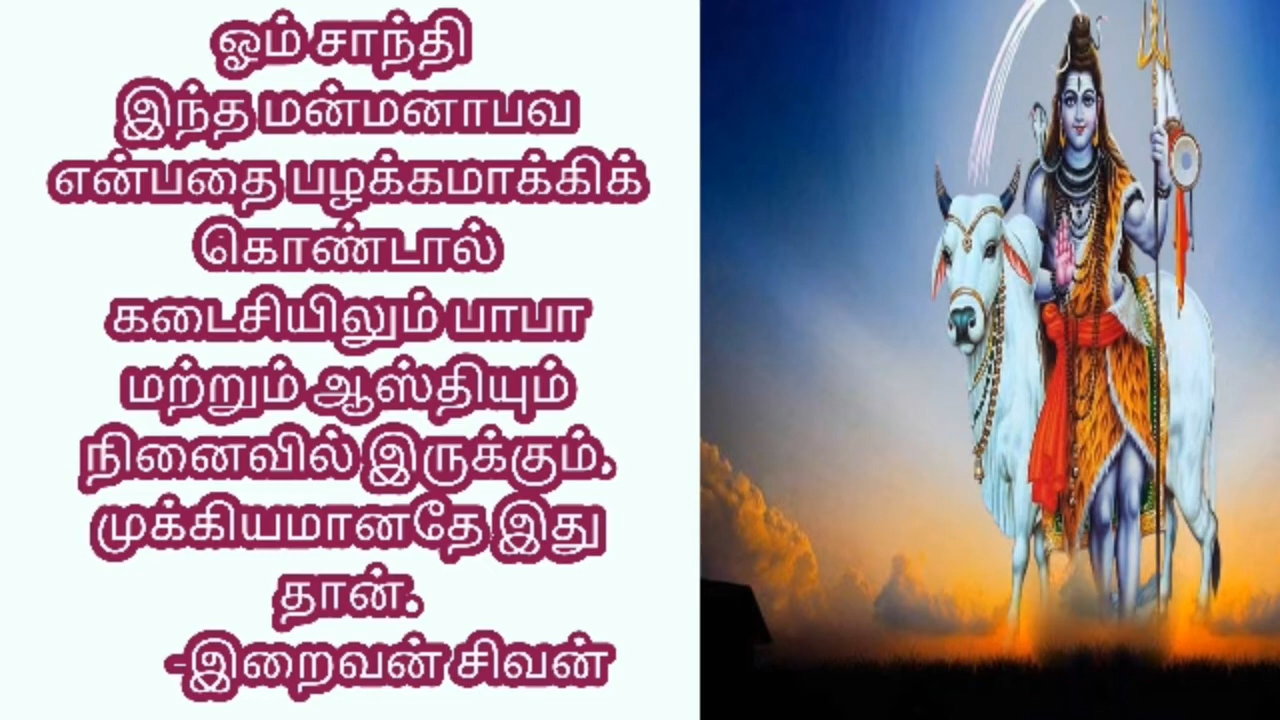 ஓம் சாந்தி
இந்த மன்மனாபவ
என்பதை பழக்கமாக்கிக்
கொண்டால்
கடைசியிலும் பாபா
மற்றும் ஆஸ்தியும்
நினைவில் இருக்கும்.
முக்கியமானதே இது
தான்.
-இறைவன் சிவன்